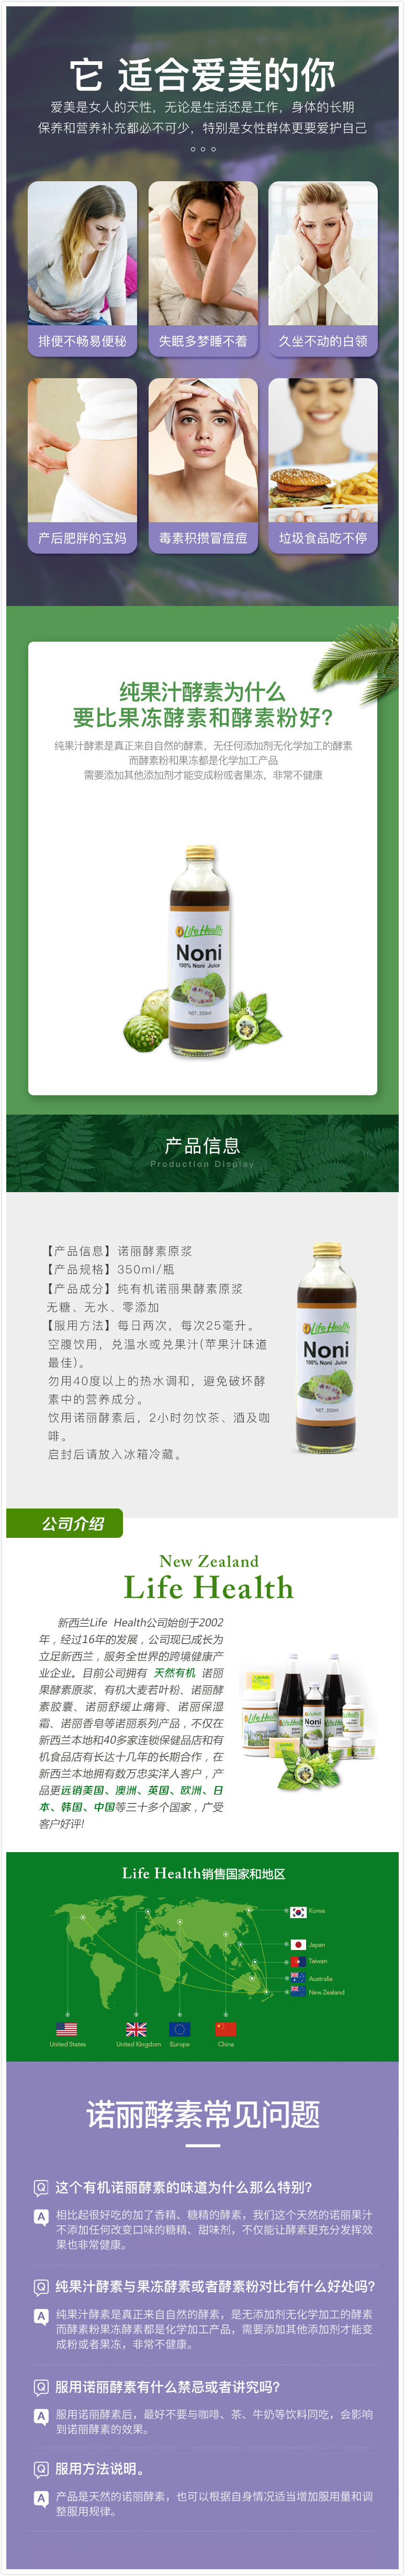 它 适合爱美的你
爱美是女人的天性，无论是生活还是工作，身体的长期
保养和营养补充都必不可少，特别是女性群体更要爱护自己
。。。
排便不畅易便秘
失眠多梦睡不着
久坐不动的白领
产后肥胖的宝妈
毒素积攒冒痘痘
垃圾食品吃不停
纯果汁酵素为什么
要比果冻酵素和酵素粉好?
纯果汁酵素是真正来自自然的酵素，无任何添加剂无化学加工的酵素
而酵素粉和果冻都是化学加工产品
需要添加其他添加剂才能变成粉或者果冻，非常不健康
Life Health
Noni
100% Noni Juice
NET: 350ml
产品信息
Production Display
【产品信息】诺丽酵素原浆
【产品规格】350ml/瓶
【产品成分】纯有机诺丽果酵素原浆
无糖、无水、零添加
【服用方法】每日两次，每次25毫升。
空腹饮用，兑温水或兑果汁(苹果汁味道
最佳)。
勿用40度以上的热水调和，避免破坏酵
素中的营养成分。
饮用诺丽酵素后，2小时勿饮茶、酒及咖
啡。
启封后请放入冰箱冷藏。
Life Health
Noni
100% Noni Juice
NET: 350ml
公司介绍
New Zealand
Life Health
新西兰Life Health公司始创于2002
年，经过16年的发展，公司现已成长为
立足新西兰，服务全世界的跨境健康产
业企业。目前公司拥有 天然有机 诺丽
果酵素原浆、有机大麦若叶粉、诺丽酵
素胶囊、诺丽舒缓止痛膏、诺丽保湿
霜、诺丽香皂等诺丽系列产品，不仅在
新西兰本地和40多家连锁保健品店和有
机食品店有长达十几年的长期合作，在
新西兰本地拥有数万忠实洋人客户，产
品更远销美国、澳洲、英国、欧洲、日
本、韩国、中国等三十多个国家，广受
客户好评!
Noni
Life Health销售国家和地区
Korea
Japan
Taiwan
Australia
New Zealand
United States
United Kingdom
Europe
China
诺丽酵素常见问题
Q 这个有机诺丽酵素的味道为什么那么特别?
A 相比起很好吃的加了香精、糖精的酵素，我们这个天然的诺丽果汁
不添加任何改变口味的糖精、甜味剂，不仅能让酵素更充分发挥效
果也非常健康。
Q 纯果汁酵素与果冻酵素或者酵素粉对比有什么好处吗?
A 纯果汁酵素是真正来自自然的酵素，是无添加剂无化学加工的酵素
而酵素粉果冻酵素都是化学加工产品，需要添加其他添加剂才能变
成粉或者果冻，非常不健康。
Q 服用诺丽酵素有什么禁忌或者讲究吗?
A 服用诺丽酵素后，最好不要与咖啡、茶、牛奶等饮料同吃，会影响
到诺丽酵素的效果。
Q 服用方法说明。
A 产品是天然的诺丽酵素，也可以根据自身情况适当增加服用量和调
整服用规律。